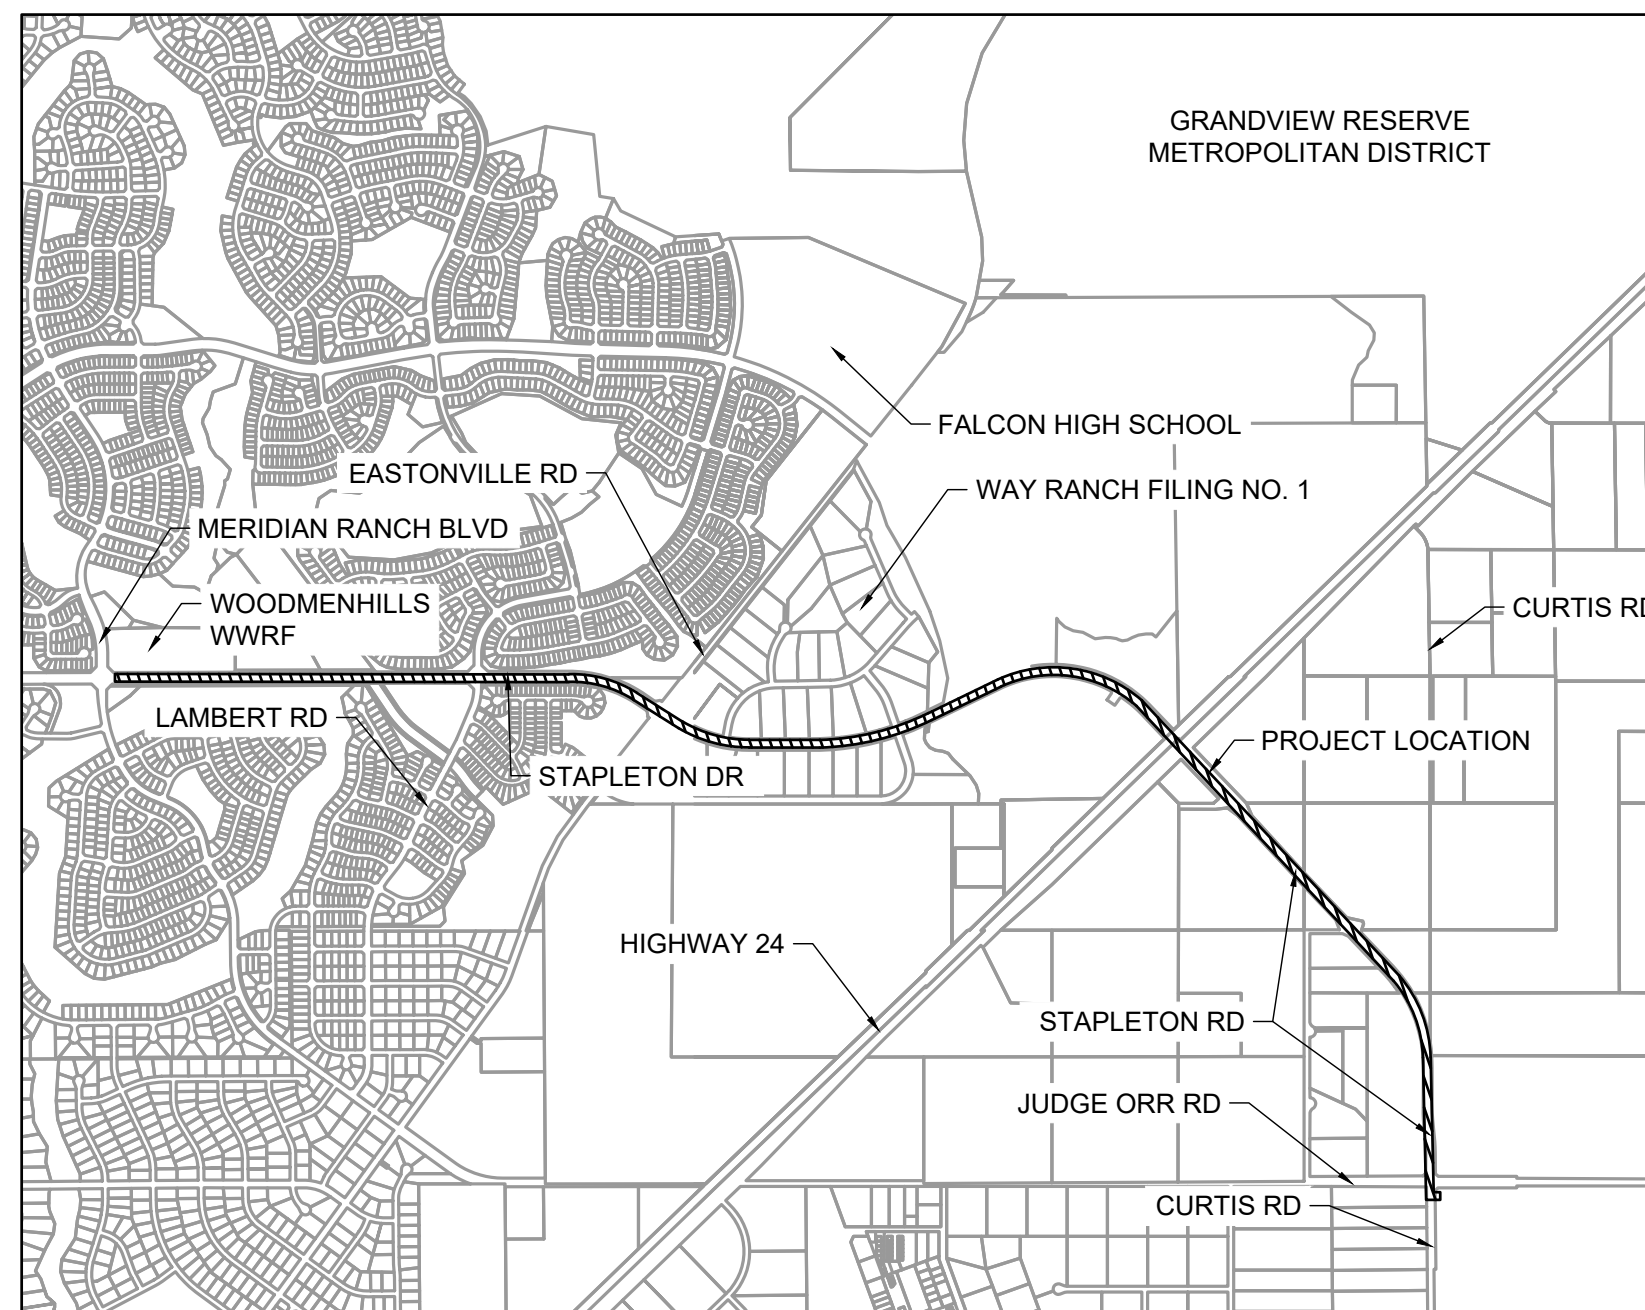 GRANDVIEW RESERVE
METROPOLITAN DISTRICT
FALCON HIGH SCHOOL
EASTONVILLE RD
WAY RANCH FILING NO. 1
MERIDIAN RANCH BLVD
WOODMENHILLS
WWRF
CURTIS RD
LAMBERT RD
PROJECT LOCATION
STAPLETON DR
HIGHWAY 24
STAPLETON RD
JUDGE ORR RD
CURTIS RD